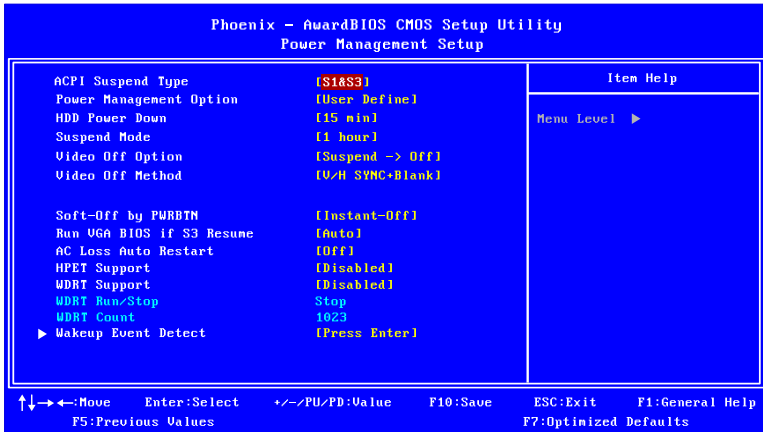 Phoenix – AwardBIOS CMOS Setup Utility
Power Management Setup
ACPI Suspend Type [S1&S3]
Power Management Option [User Define]
HDD Power Down [15 min]
Suspend Mode [1 hour]
Video Off Option [Suspend -> Off]
Video Off Method [V/H SYNC+Blank]
Soft-Off by PWRBTN [Instant-Off]
Run VGA BIOS if S3 Resume [Auto]
AC Loss Auto Restart [Off]
HPET Support [Disabled]
WDRT Support [Disabled]
WDRT Run/Stop Stop
WDRT Count 1023
▶ Wakeup Event Detect [Press Enter]
Item Help
Menu Level ▶
↑↓→←:Move Enter:Select +/-/PU/PD:Value F10:Save ESC:Exit F1:General Help
F5:Previous Values F7:Optimized Defaults